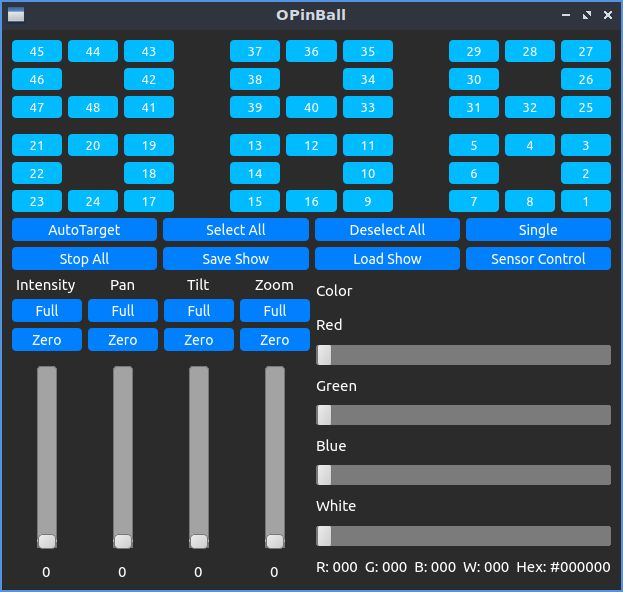 OPinBall
45 44 43 37 36 35 29 28 27
46 42 38 34 30 26
47 48 41 39 40 33 31 32 25
21 20 19 13 12 11 5 4 3
22 18 14 10 6 2
23 24 17 15 16 9 7 8 1
AutoTarget Select All Deselect All Single
Stop All Save Show Load Show Sensor Control
Intensity Pan Tilt Zoom
Full Full Full Full
Zero Zero Zero Zero
0 0 0 0
Color
Red
Green
Blue
White
R: 000 G: 000 B: 000 W: 000 Hex: #000000